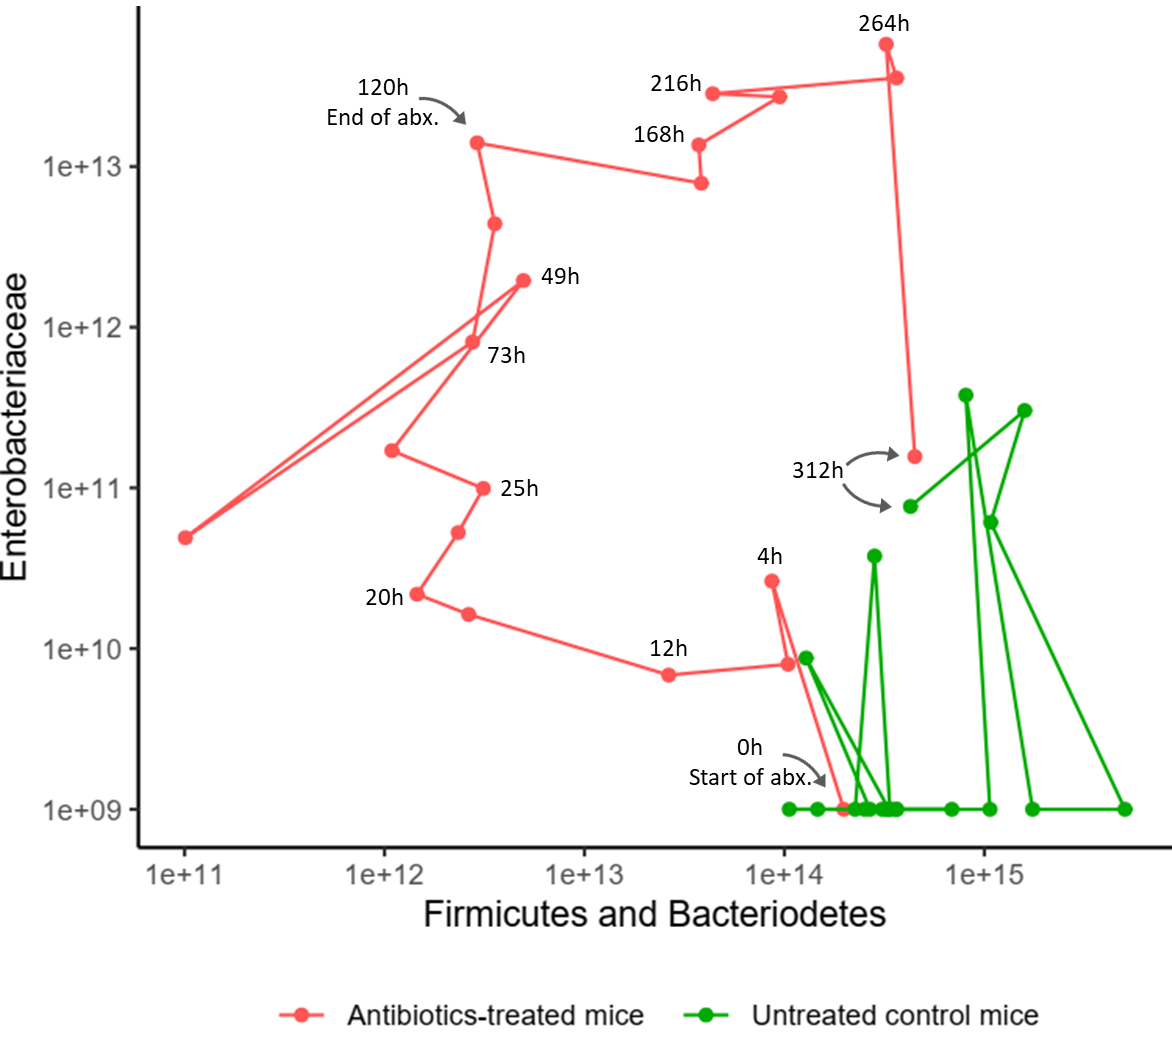 264h
120h
End of abx.
216h
168h
1e+13
49h
1e+12
73h
312h
1e+11
25h
4h
20h
12h
1e+10
0h
Start of abx.
1e+09
Enterobacteriaceae
1e+11 1e+12 1e+13 1e+14 1e+15
Firmicutes and Bacteriodetes
Antibiotics-treated mice Untreated control mice